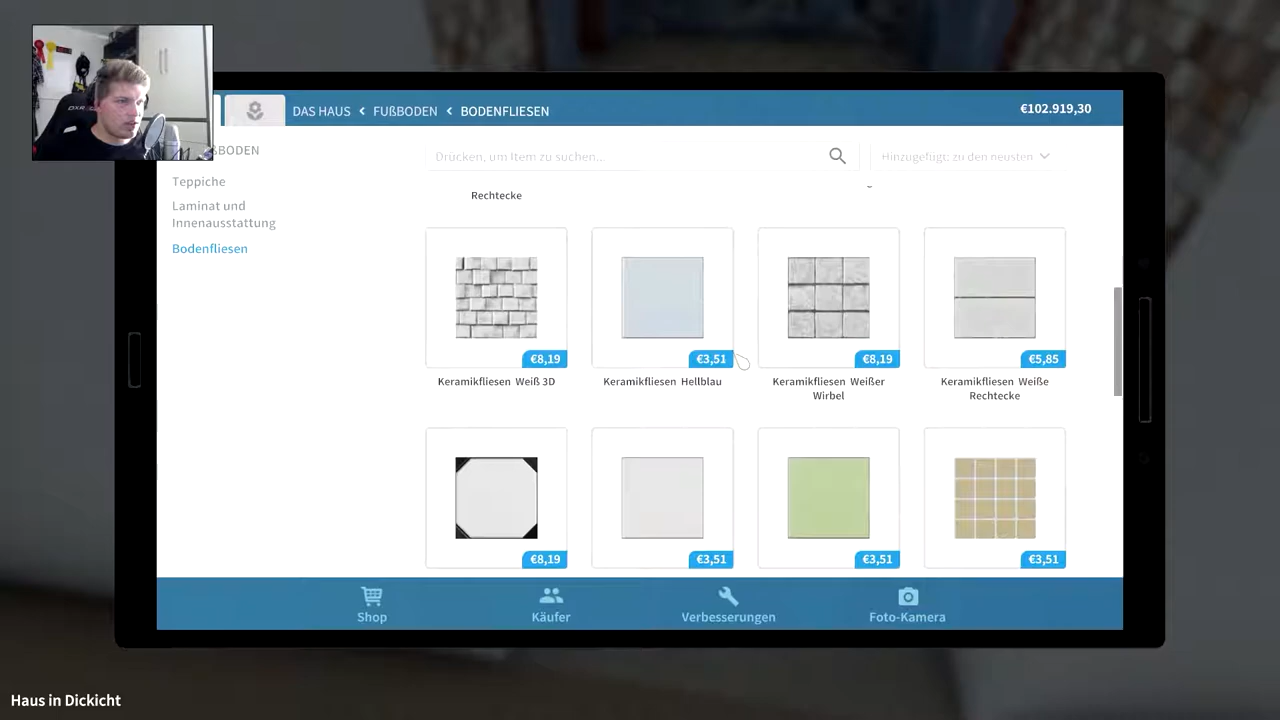 DAS HAUS < FUẞBODEN < BODENFLIESEN
€102.919,30
ẞBODEN
Drücken, um Item zu suchen...
Hinzugefügt: zu den neusten
Teppiche
Laminat und
Innenausstattung
Bodenfliesen
Rechtecke
€8,19
€3,51
€8,19
€5,85
Keramikfliesen Weiß 3D
Keramikfliesen Hellblau
Keramikfliesen Weißer
Wirbel
Keramikfliesen Weiße
Rechtecke
€8,19
€3,51
€3,51
€3,51
Shop
Käufer
Verbesserungen
Foto-Kamera
Haus in Dickicht